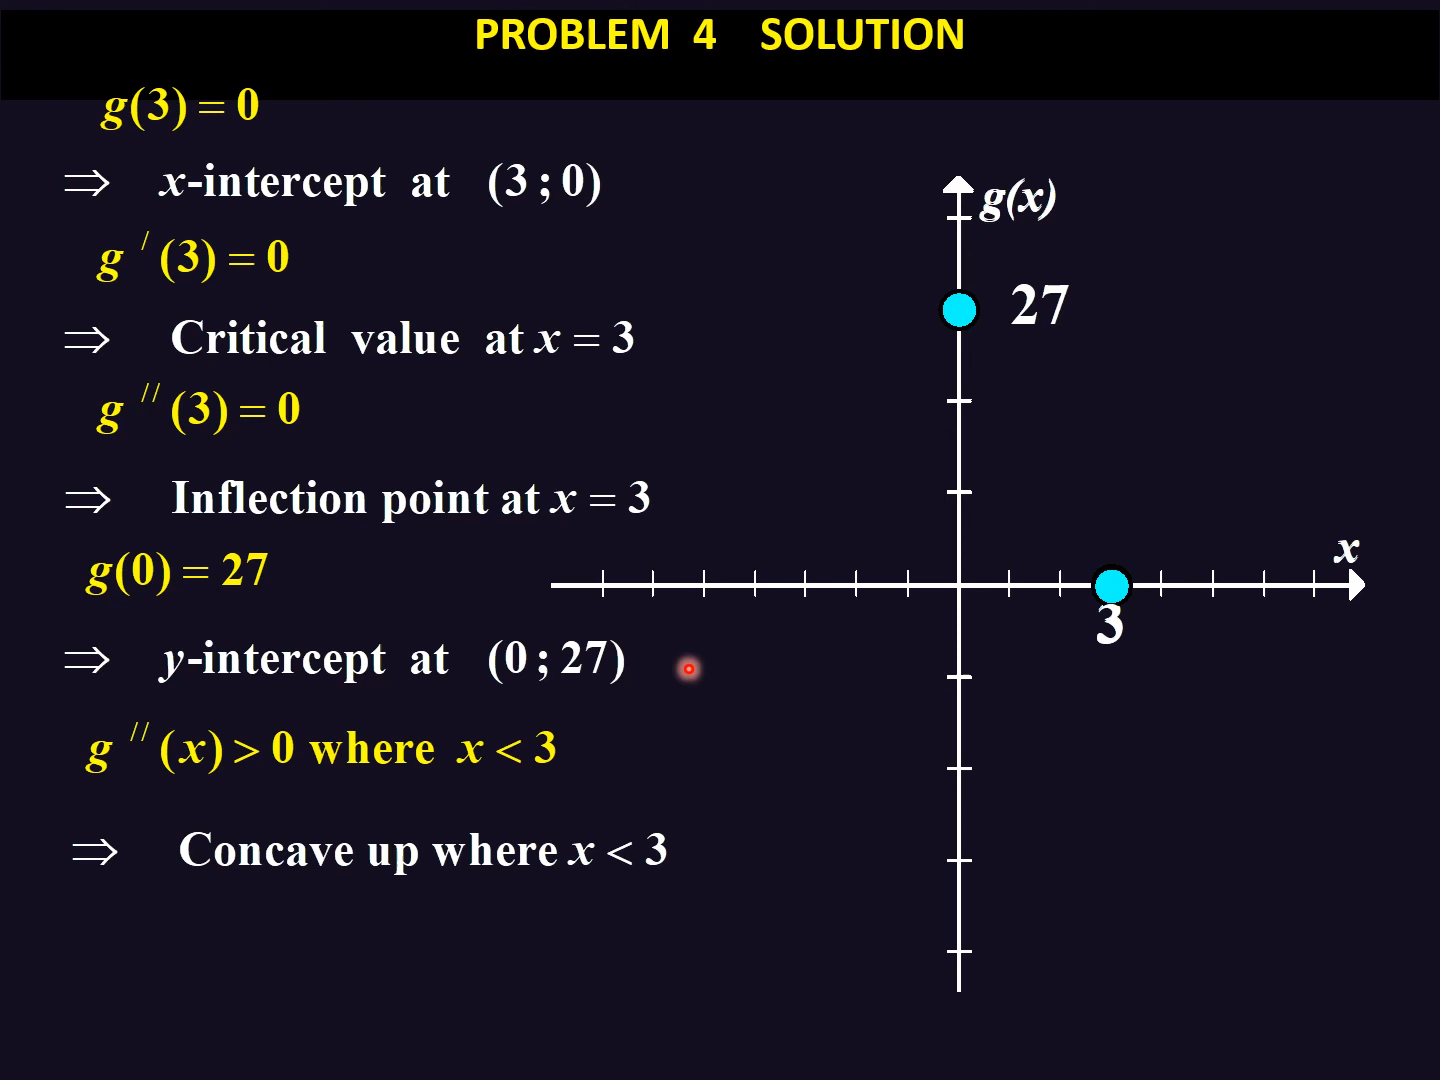 PROBLEM 4 SOLUTION
g(3) = 0
⇒ x-intercept at (3 ; 0)
g(x)
g / (3) = 0
27
⇒ Critical value at x = 3
g // (3) = 0
⇒ Inflection point at x = 3
x
g(0) = 27
3
⇒ y-intercept at (0 ; 27)
g // (x) > 0 where x < 3
⇒ Concave up where x < 3